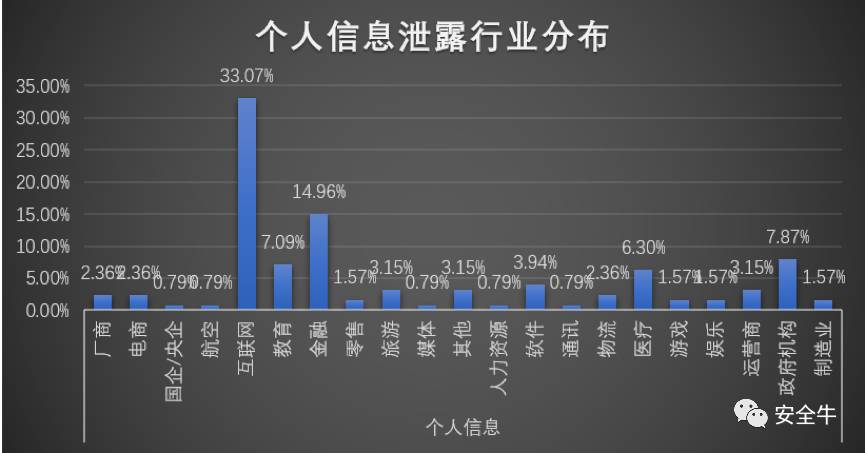 个人信息泄露行业分布
35.00%
30.00%
25.00%
20.00%
15.00%
10.00%
5.00%
0.00%
2.36%
2.36%
0.79%
0.79%
33.07%
7.09%
14.96%
1.57%
3.15%
0.79%
3.15%
0.79%
3.94%
0.79%
2.36%
6.30%
1.57%
1.57%
3.15%
7.87%
1.57%
厂商
电商
国企/央企
航空
互联网
教育
金融
零售
旅游
媒体
其他
人力资源
软件
通讯
物流
医疗
游戏
娱乐
运营商
政府机构
制造业
个人信息
安全牛